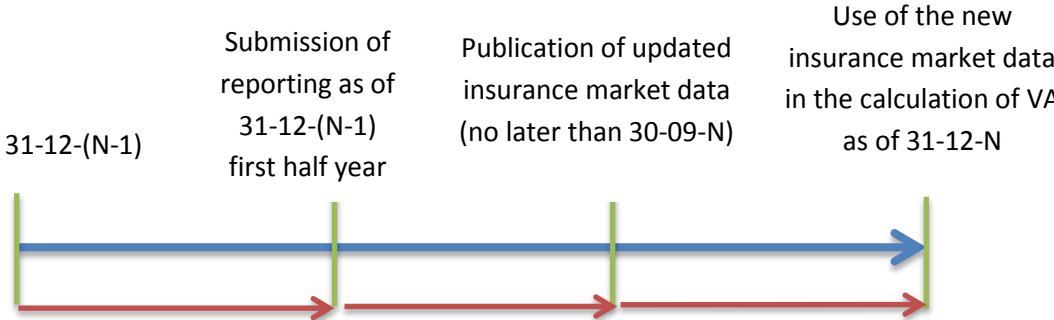 31-12-(N-1)
Submission of
reporting as of
31-12-(N-1)
first half year
Publication of updated
insurance market data
(no later than 30-09-N)
Use of the new
insurance market data
in the calculation of VA
as of 31-12-N